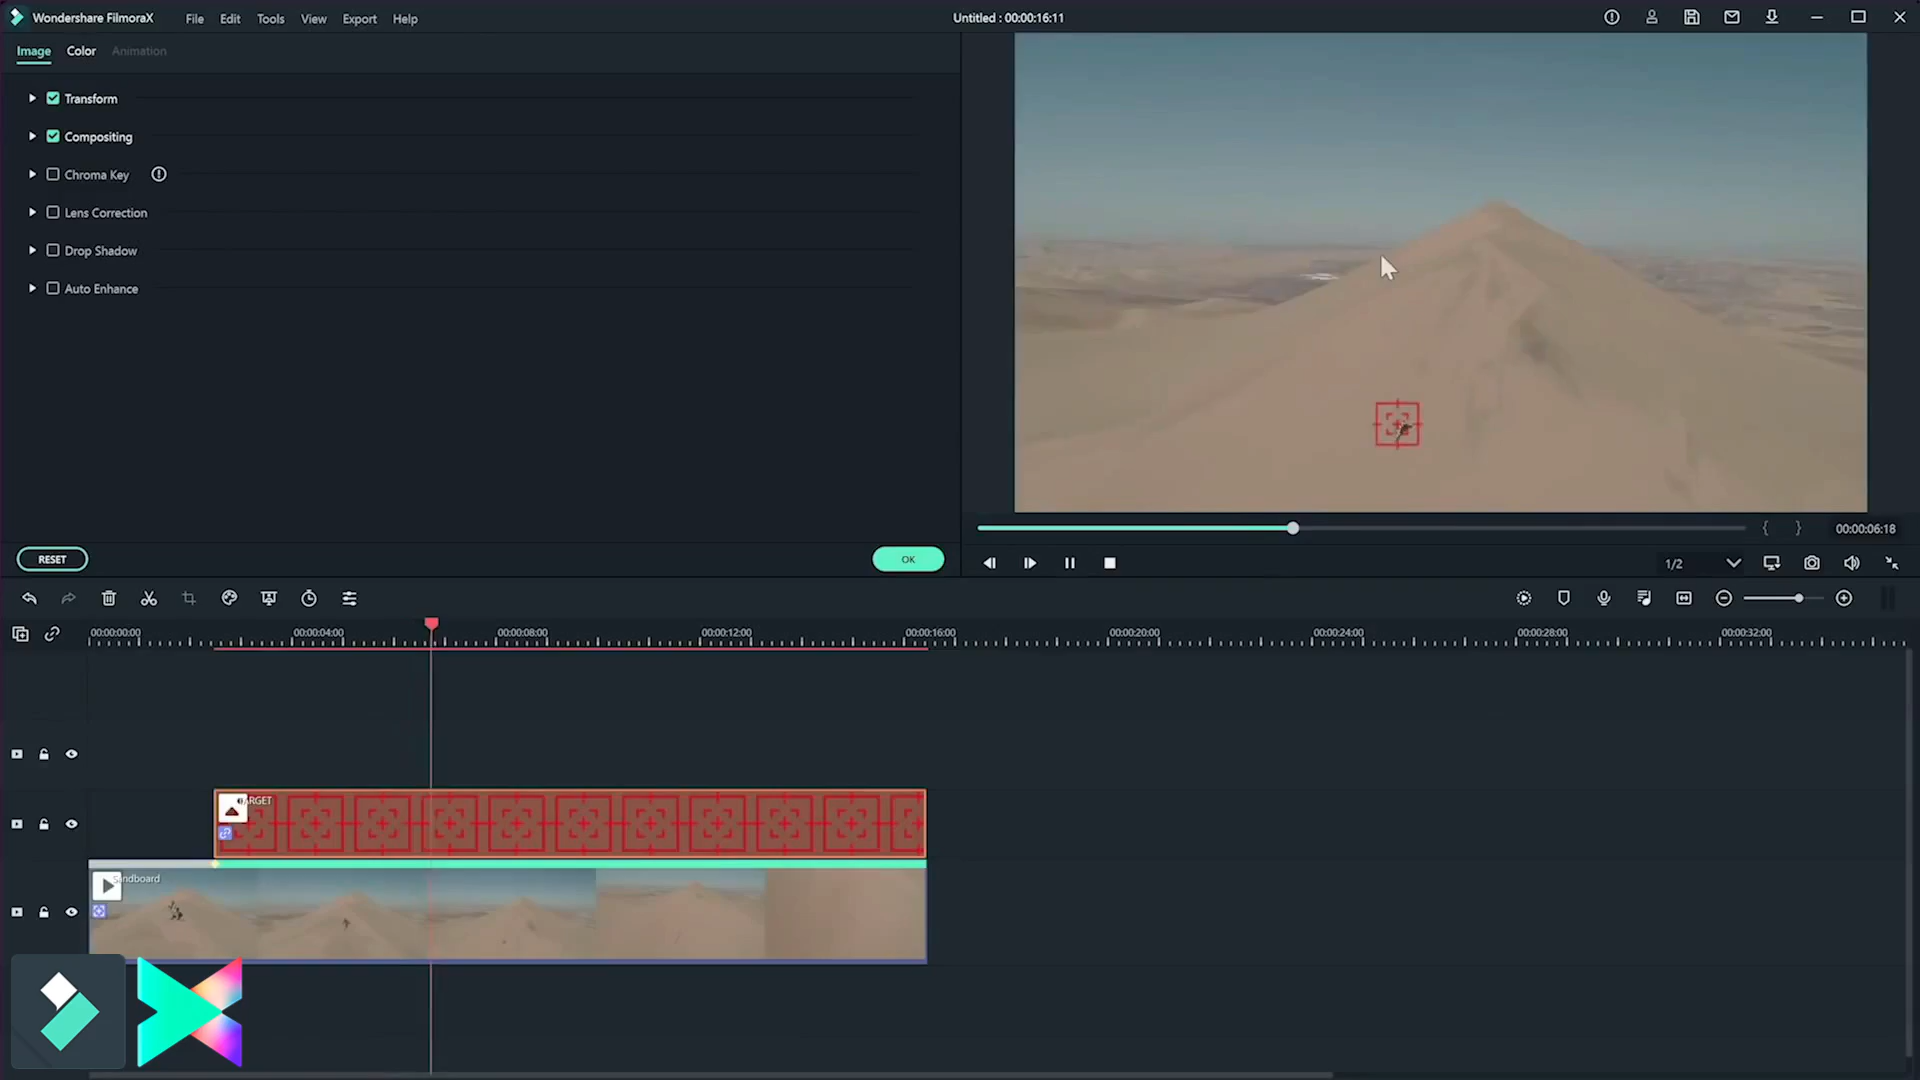 Wondershare FilmoraX File Edit Tools View Export Help Untitled : 00:00:16:11
Image Color Animation
Transform
Compositing
Chroma Key
Lens Correction
Drop Shadow
Auto Enhance
00:00:06:18
RESET OK
1/2
00:00:00:00 00:00:04:00 00:00:08:00 00:00:12:00 00:00:16:00 00:00:20:00 00:00:24:00 00:00:28:00 00:00:32:00
TARGET
Sandboard